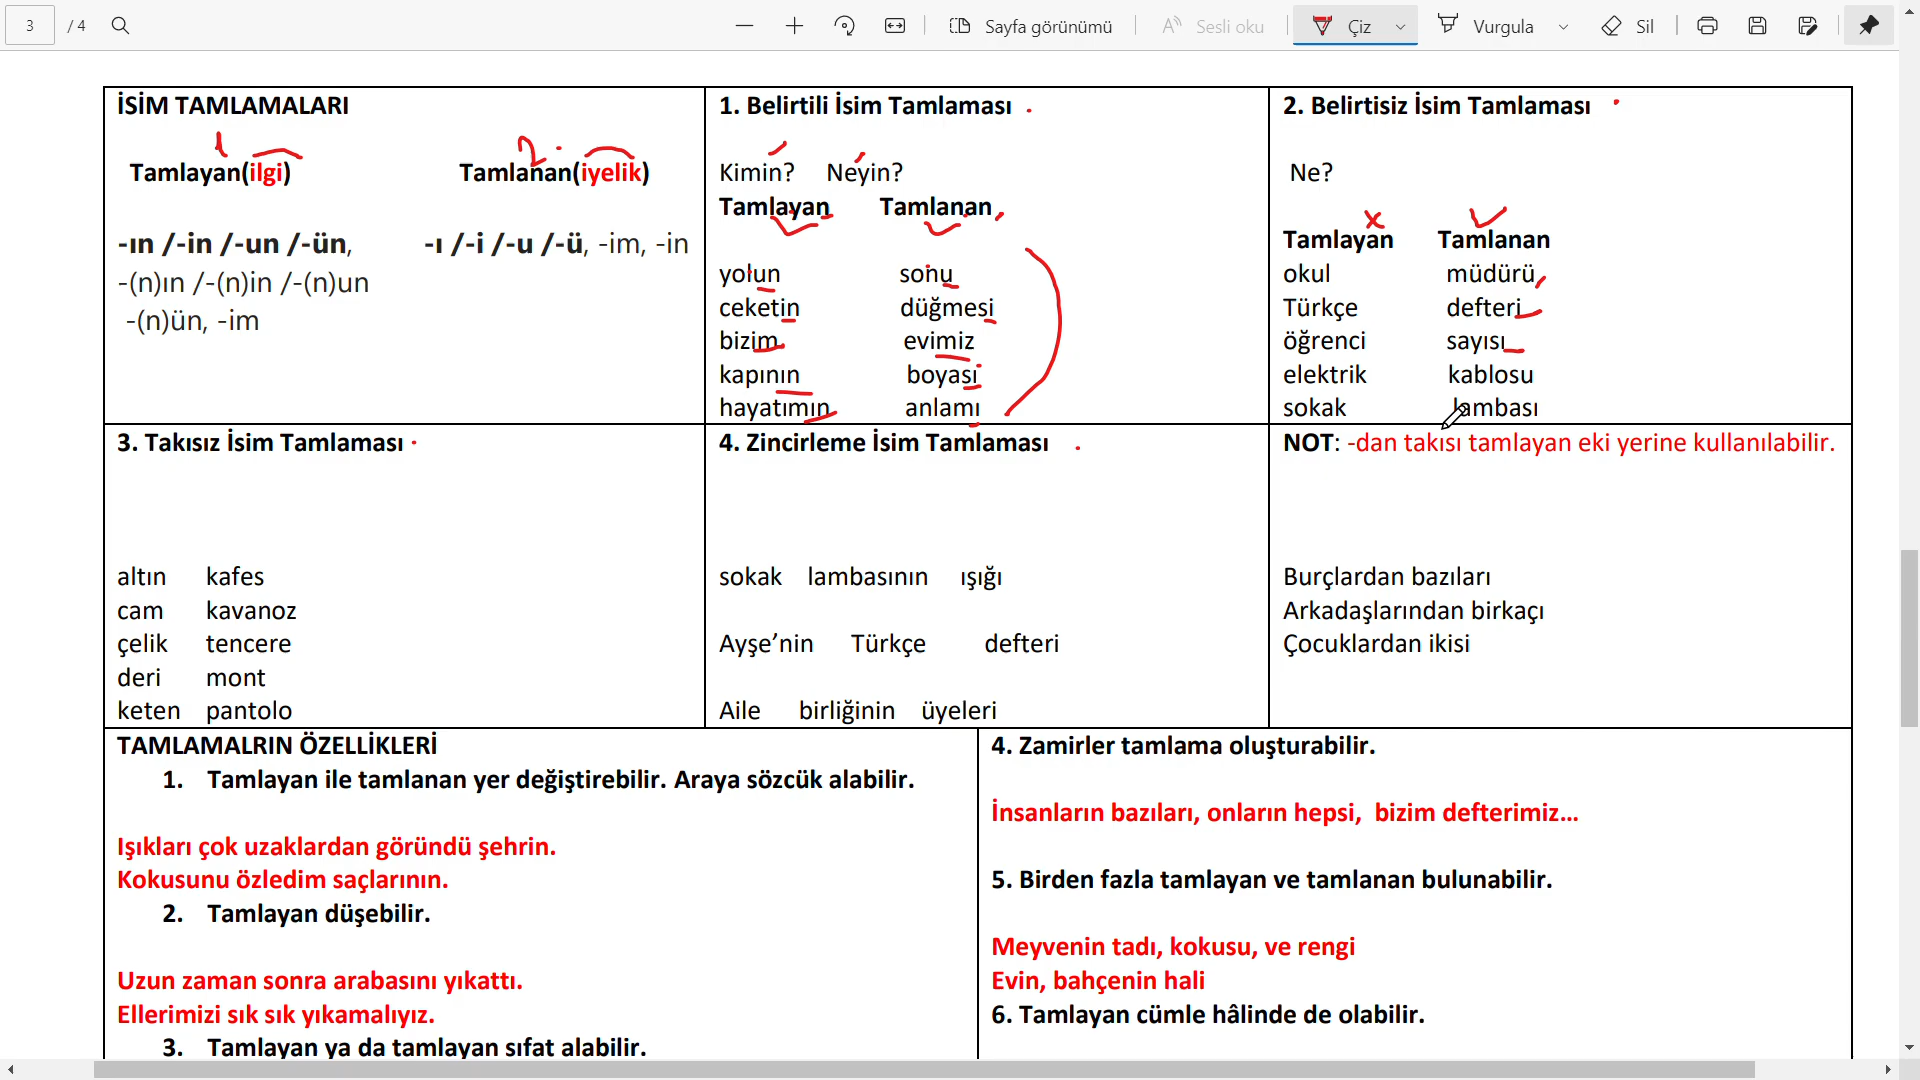 3 / 4 Sayfa görünümü Sesli oku Çiz Vurgula Sil
İSİM TAMLAMALARI
1 2
Tamlayan(ilgi) Tamlanan(iyelik)
-ın /-in /-un /-ün, -ı /-i /-u /-ü, -im, -in
-(n)ın /-(n)in /-(n)un
-(n)ün, -im
1. Belirtili İsim Tamlaması
Kimin? Neyin?
Tamlayan Tamlanan
yolun sonu
ceketin düğmesi
bizim evimiz
kapının boyası
hayatımın anlamı
2. Belirtisiz İsim Tamlaması
Ne?
Tamlayan Tamlanan
okul müdürü
Türkçe defteri
öğrenci sayısı
elektrik kablosu
sokak lambası
3. Takısız İsim Tamlaması
altın kafes
cam kavanoz
çelik tencere
deri mont
keten pantolo
4. Zincirleme İsim Tamlaması
sokak lambasının ışığı
Ayşe’nin Türkçe defteri
Aile birliğinin üyeleri
NOT: -dan takısı tamlayan eki yerine kullanılabilir.
Burçlardan bazıları
Arkadaşlarından birkaçı
Çocuklardan ikisi
TAMLAMALRIN ÖZELLİKLERİ
1. Tamlayan ile tamlanan yer değiştirebilir. Araya sözcük alabilir.
Işıkları çok uzaklardan göründü şehrin.
Kokusunu özledim saçlarının.
2. Tamlayan düşebilir.
Uzun zaman sonra arabasını yıkattı.
Ellerimizi sık sık yıkamalıyız.
3. Tamlayan ya da tamlayan sıfat alabilir.
4. Zamirler tamlama oluşturabilir.
İnsanların bazıları, onların hepsi, bizim defterimiz...
5. Birden fazla tamlayan ve tamlanan bulunabilir.
Meyvenin tadı, kokusu, ve rengi
Evin, bahçenin hali
6. Tamlayan cümle hâlinde de olabilir.